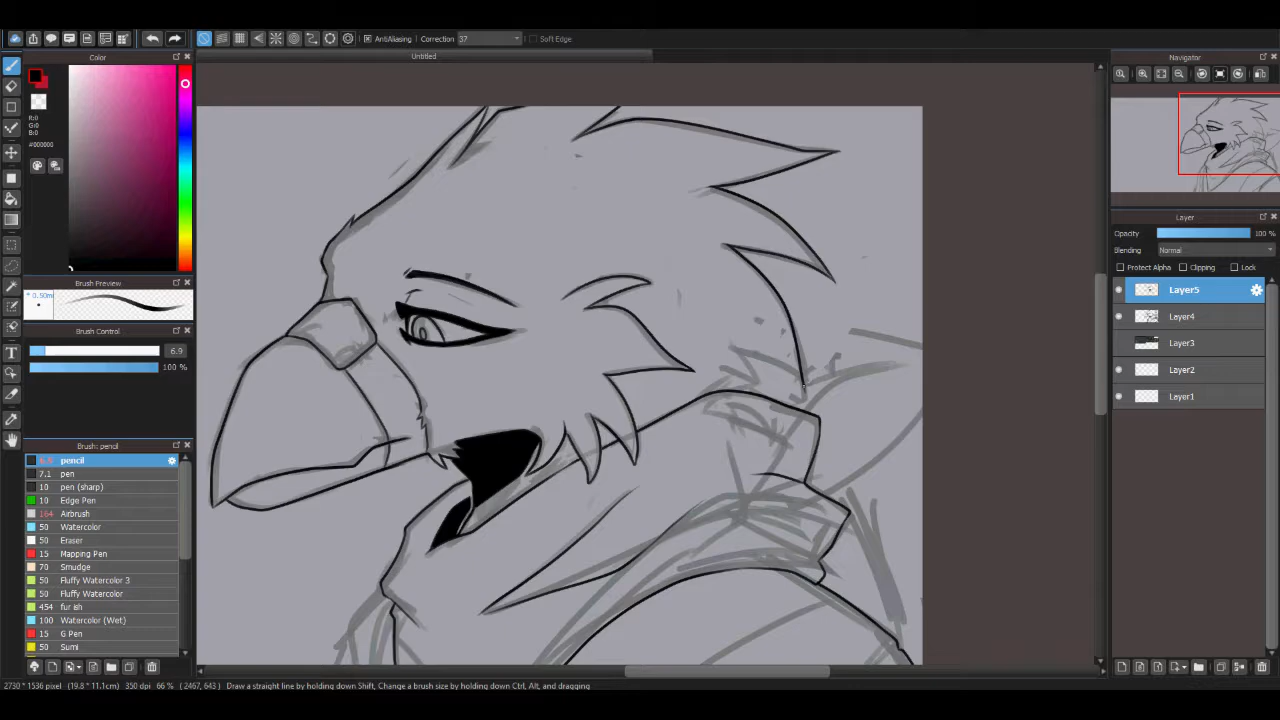 AntiAliasing Correction 37 Soft Edge
Color
Untitled
Navigator
R:0
G:0
B:0
#000000
Layer
Opacity 100 %
Blending Normal
Protect Alpha Clipping Lock
Brush Preview
* 0.50m
Layer5
Layer4
Brush Control
Layer3
6.9
100 %
Layer2
Layer1
Brush: pencil
6.9 pencil
7.1 pen
10 pen (sharp)
10 Edge Pen
164 Airbrush
50 Watercolor
50 Eraser
15 Mapping Pen
70 Smudge
50 Fluffy Watercolor 3
50 Fluffy Watercolor
454 fur ish
100 Watercolor (Wet)
15 G Pen
50 Sumi
2730 * 1536 pixel (19.8 * 11.1cm) 350 dpi 66 % ( 2467, 643 ) Draw a straight line by holding down Shift, Change a brush size by holding down Ctrl, Alt, and dragging